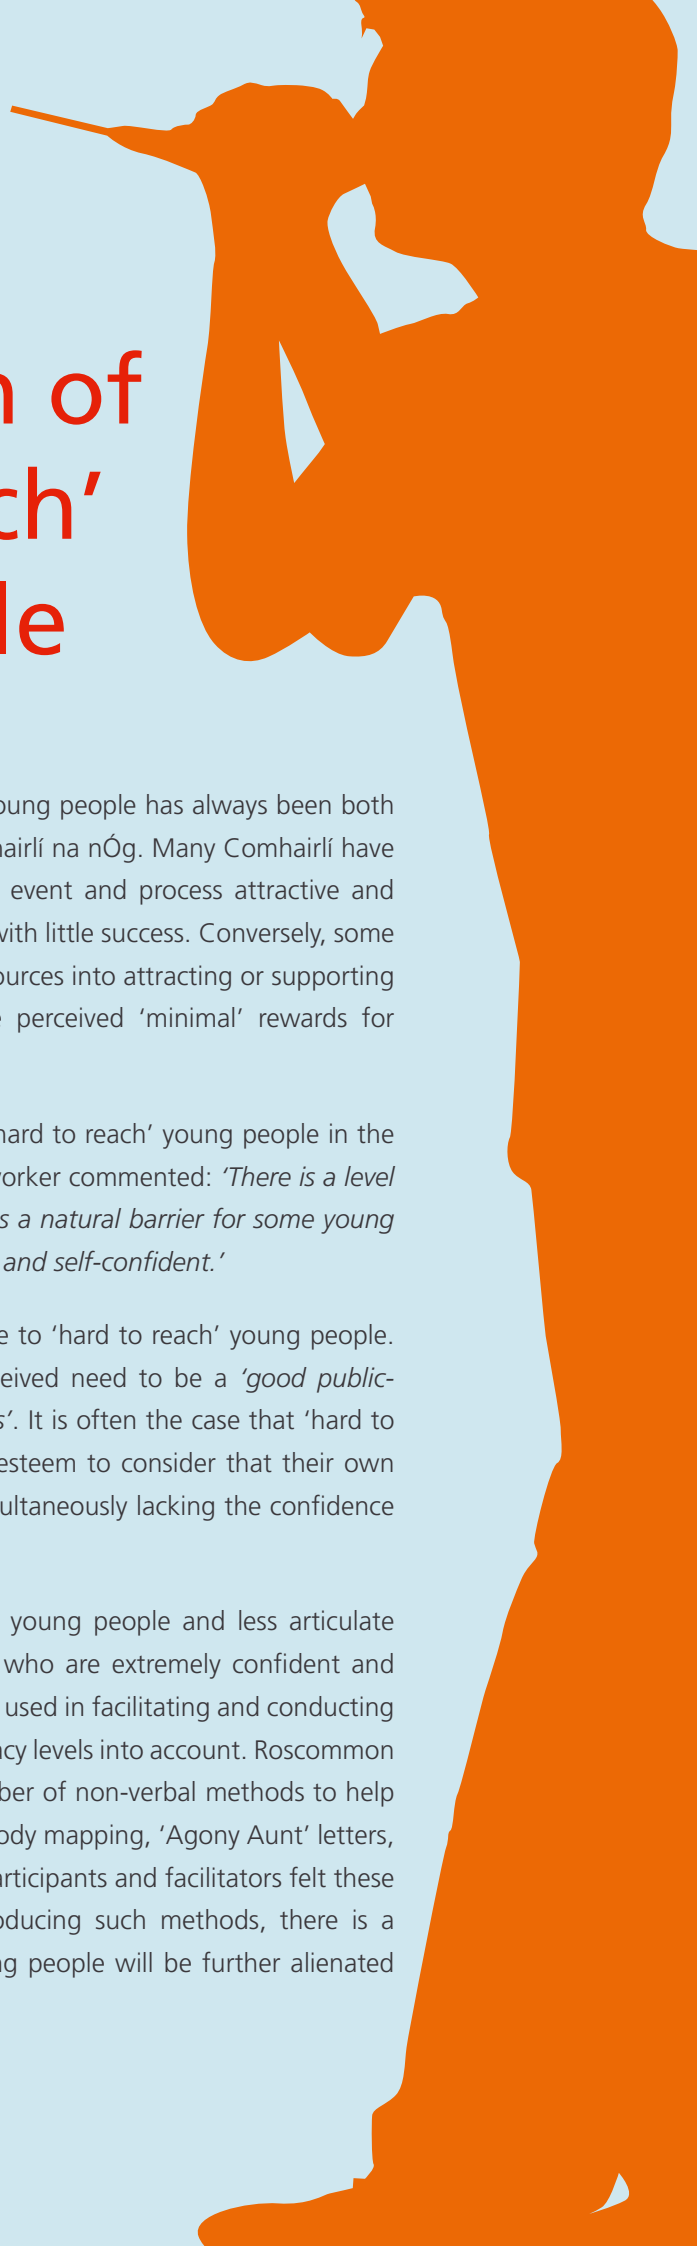 n of
ch’
le
oung people has always been both
hairlí na nÓg. Many Comhairlí have
event and process attractive and
with little success. Conversely, some
ources into attracting or supporting
e perceived ‘minimal’ rewards for
hard to reach’ young people in the
worker commented: ‘There is a level
s a natural barrier for some young
and self-confident.’
e to ‘hard to reach’ young people.
eived need to be a ‘good public-
s’. It is often the case that ‘hard to
esteem to consider that their own
ultaneously lacking the confidence
young people and less articulate
who are extremely confident and
used in facilitating and conducting
acy levels into account. Roscommon
ber of non-verbal methods to help
ody mapping, ‘Agony Aunt’ letters,
articipants and facilitators felt these
oducing such methods, there is a
ng people will be further alienated